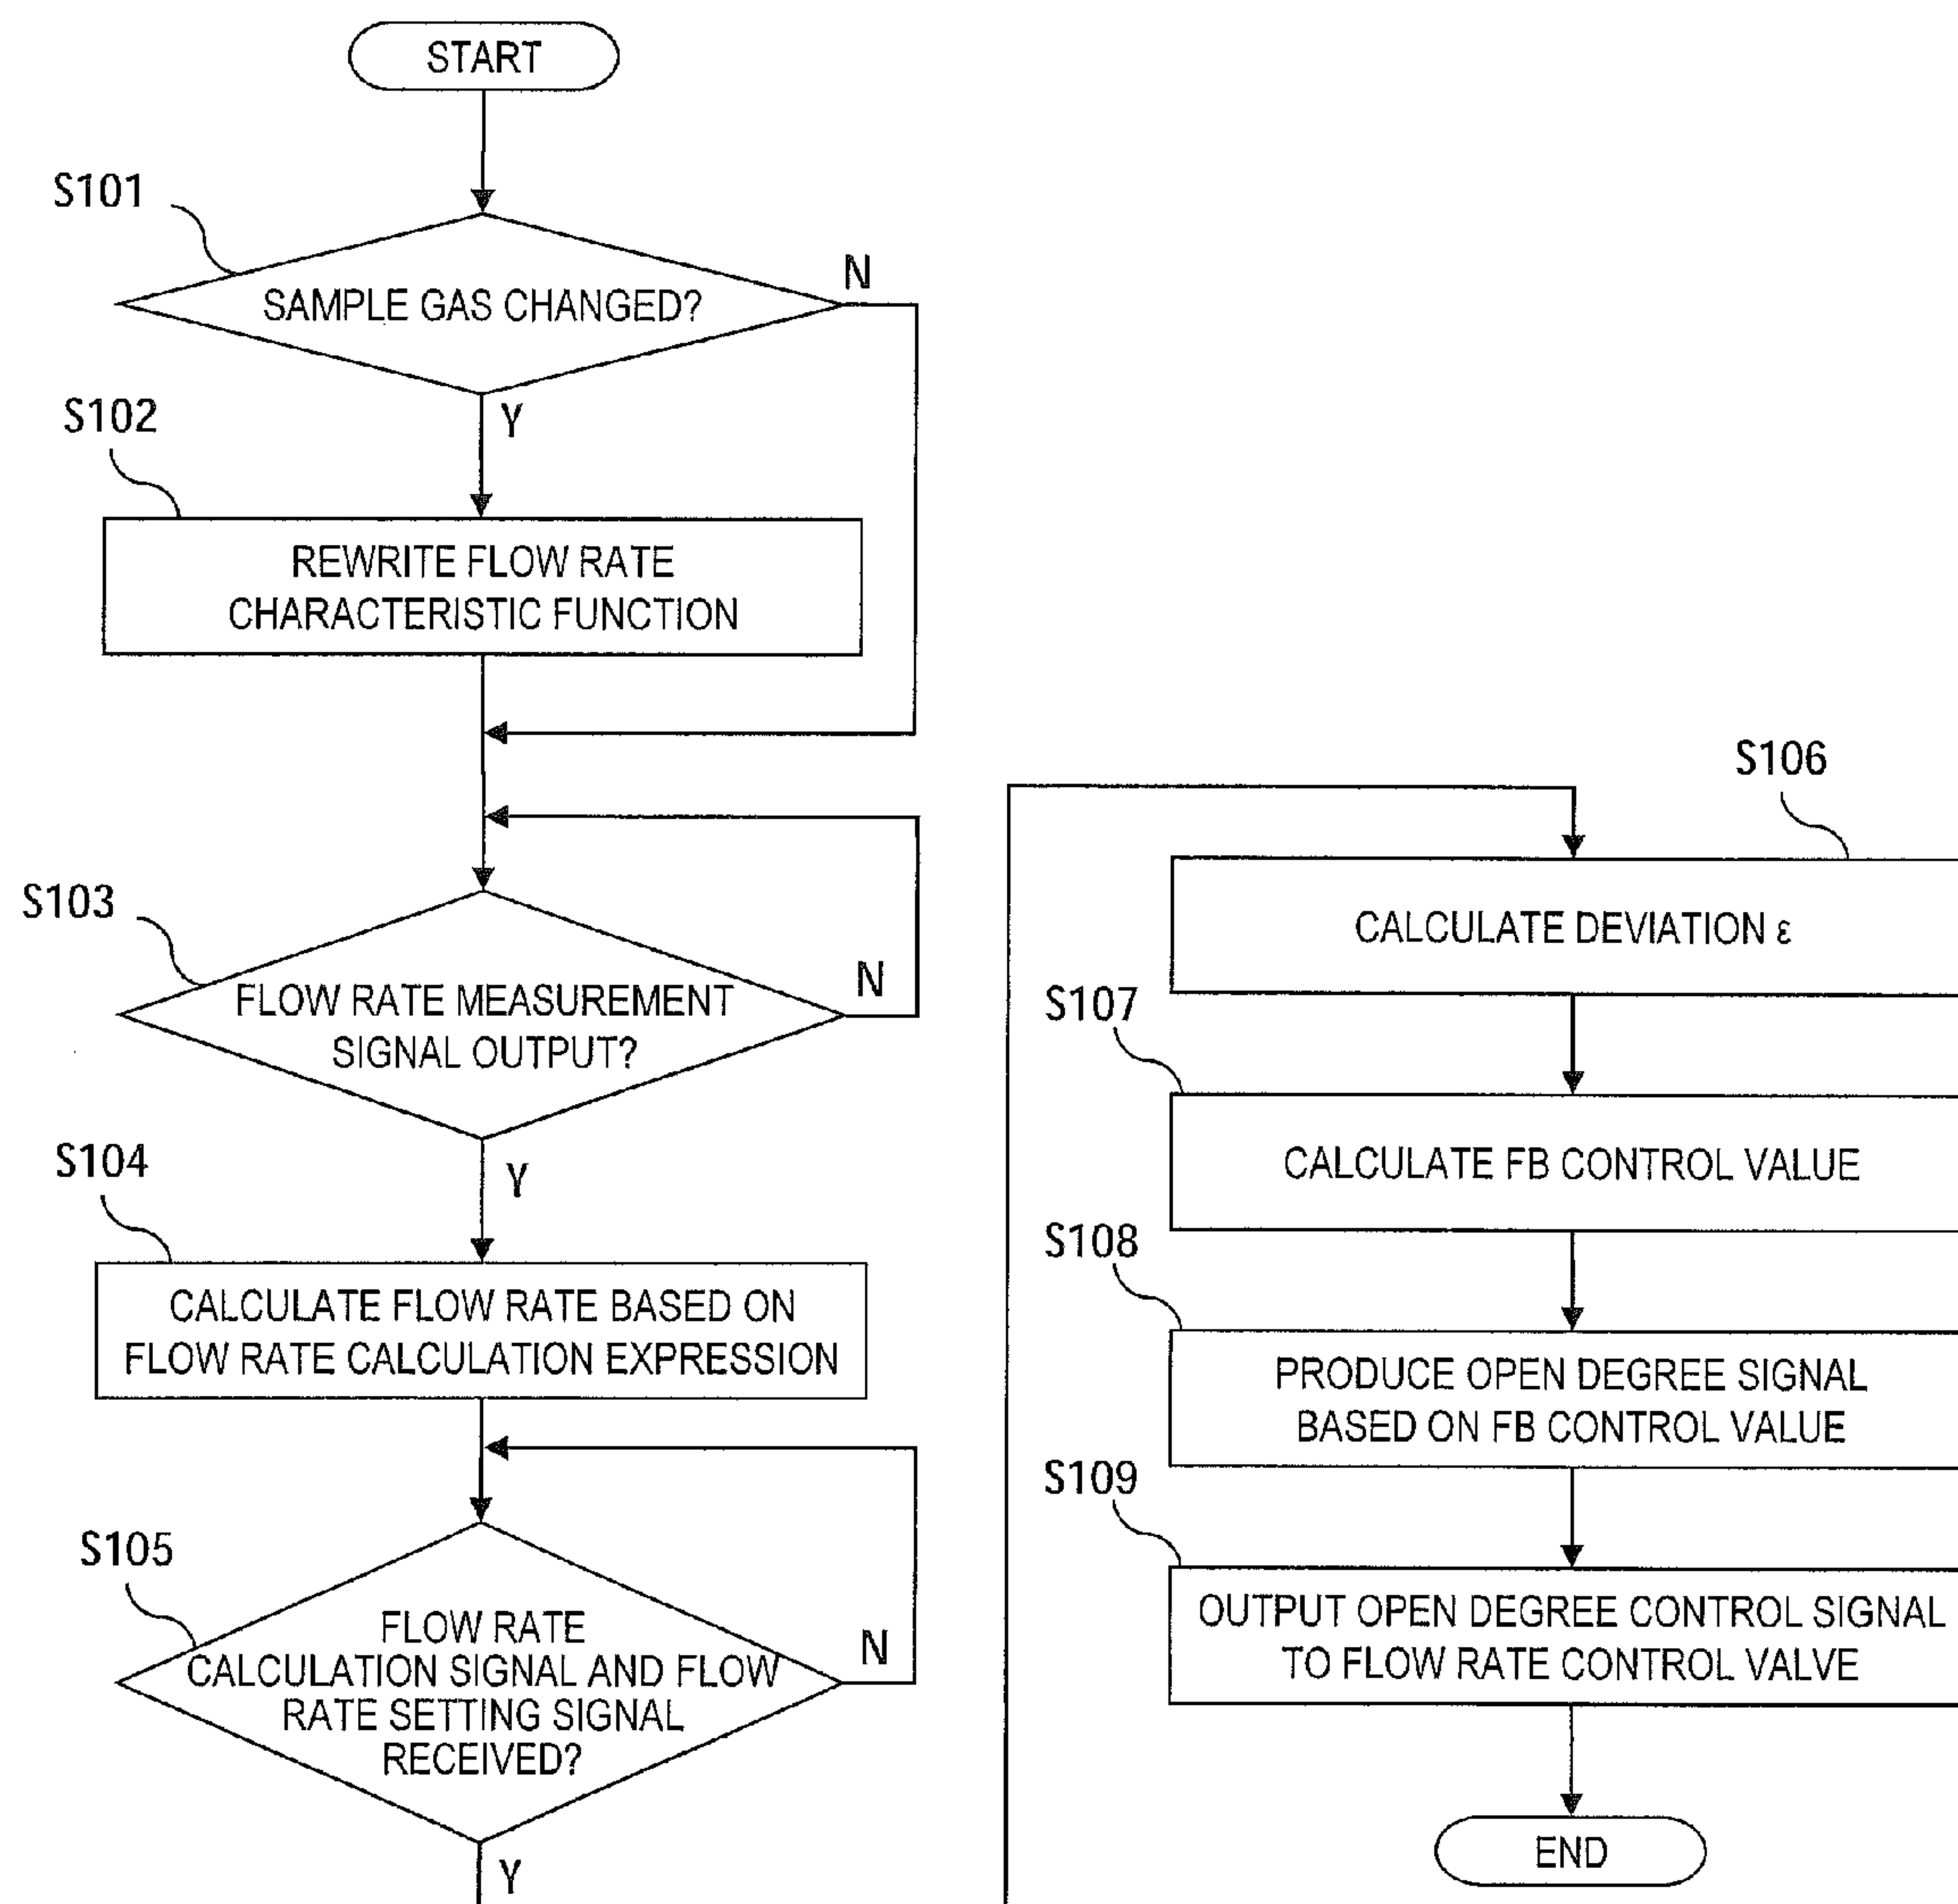 START
S101
SAMPLE GAS CHANGED?
N
Y
S102
REWRITE FLOW RATE
CHARACTERISTIC FUNCTION
S103
FLOW RATE MEASUREMENT
SIGNAL OUTPUT?
N
Y
S104
CALCULATE FLOW RATE BASED ON
FLOW RATE CALCULATION EXPRESSION
S105
FLOW RATE
CALCULATION SIGNAL AND FLOW
RATE SETTING SIGNAL
RECEIVED?
N
Y
S106
CALCULATE DEVIATION ε
S107
CALCULATE FB CONTROL VALUE
S108
PRODUCE OPEN DEGREE SIGNAL
BASED ON FB CONTROL VALUE
S109
OUTPUT OPEN DEGREE CONTROL SIGNAL
TO FLOW RATE CONTROL VALVE
END